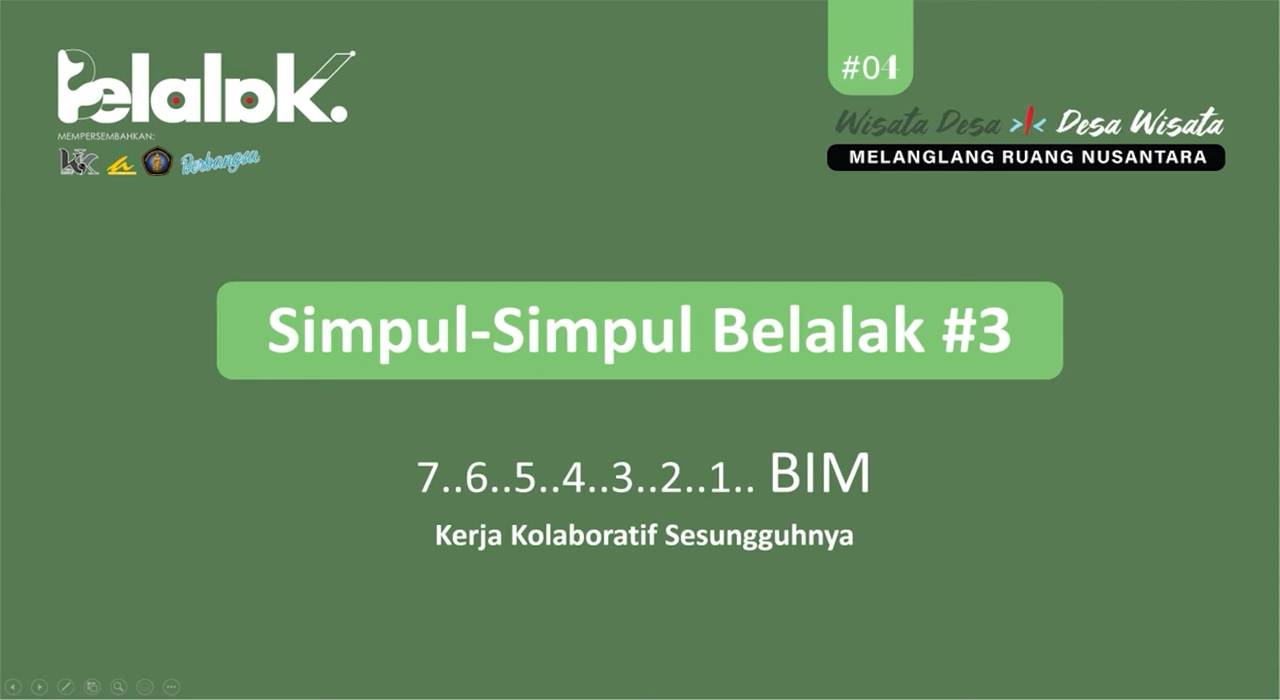 Belalak.
MEMPERSEMBAHKAN:
Berbangsa
#04
Wisata Desa >|< Desa Wisata
MELANGLANG RUANG NUSANTARA
Simpul-Simpul Belalak #3
7..6..5..4..3..2..1.. BIM
Kerja Kolaboratif Sesungguhnya